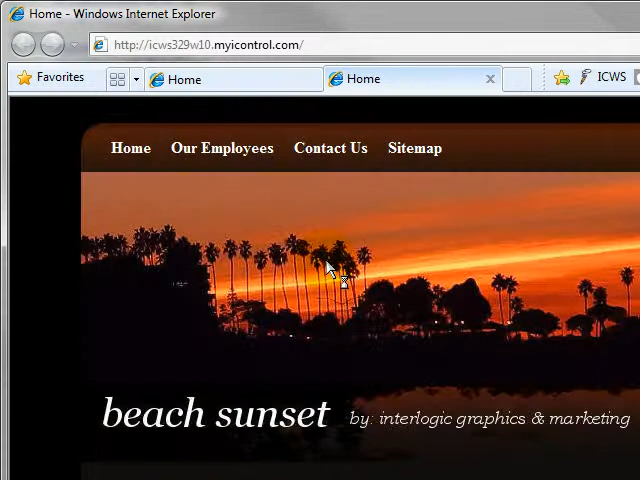 Home - Windows Internet Explorer
http://icws329w10.myicontrol.com/
Favorites Home Home ICWS
Home Our Employees Contact Us Sitemap
beach sunset by: interlogic graphics & marketing